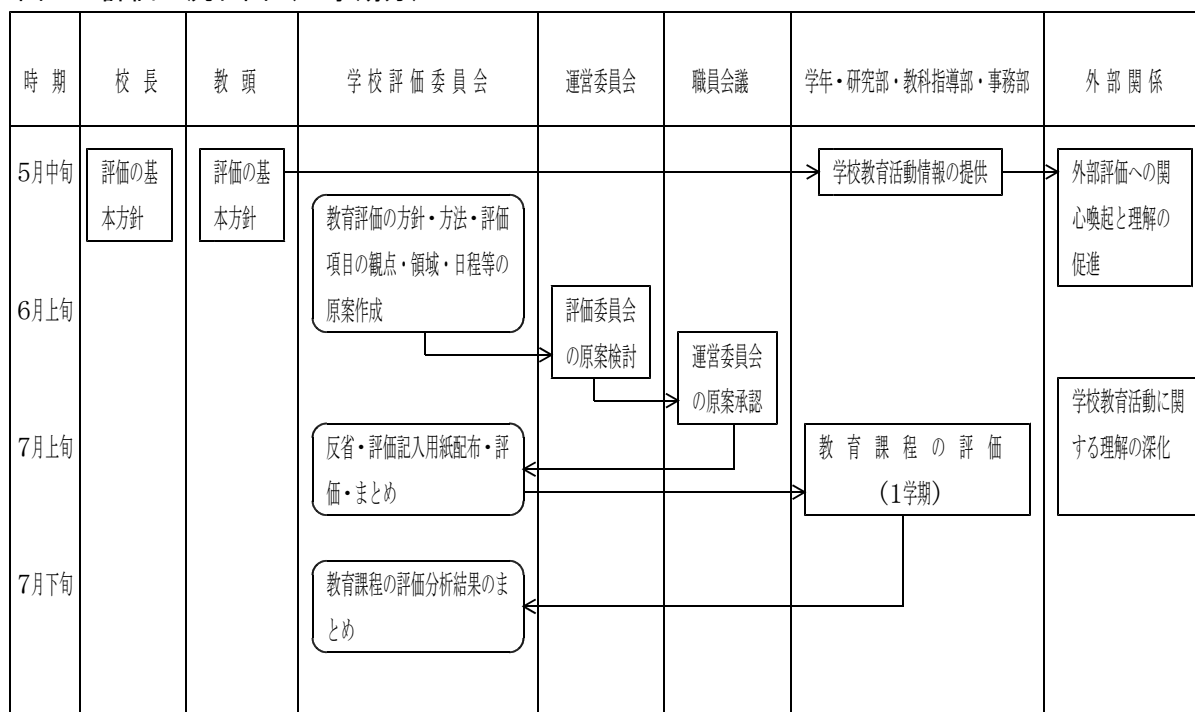 時期 校長 教頭 学校評価委員会 運営委員会 職員会議 学年・研究部・教科指導部・事務部 外部関係
5月中旬
評価の基
本方針
評価の基
本方針
学校教育活動情報の提供
外部評価への関
心喚起と理解の
促進
教育評価の方針・方法・評価
項目の観点・領域・日程等の
原案作成
6月上旬
評価委員会
の原案検討
運営委員会
の原案承認
学校教育活動に関
する理解の深化
7月上旬
反省・評価記入用紙配布・評
価・まとめ
教育課程の評価
(1学期)
7月下旬
教育課程の評価分析結果のま
とめ